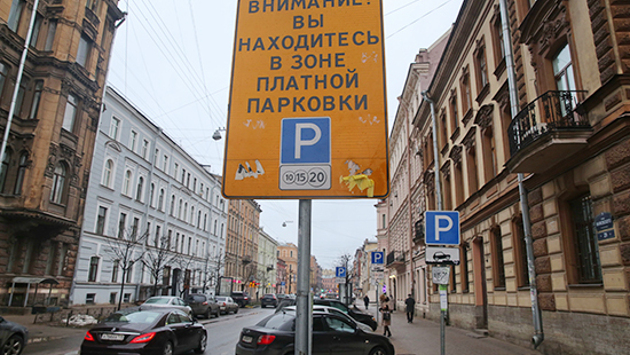 ВНИМАНИЕ!
ВЫ
НАХОДИТЕСЬ
В ЗОНЕ
ПЛАТНОЙ
ПАРКОВКИ
P
10 15 20
P
P
P